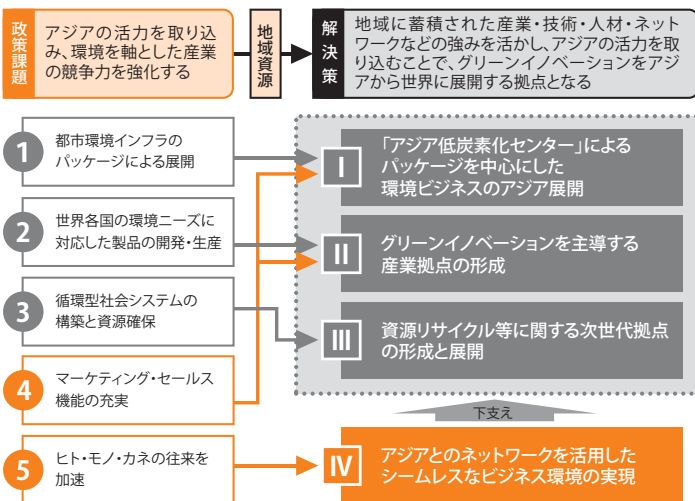 政策課題
アジアの活力を取り込
み、環境を軸とした産業
の競争力を強化する
地域資源
解決策
地域に蓄積された産業・技術・人材・ネット
ワークなどの強みを活かし、アジアの活力を取
り込むことで、グリーンイノベーションをアジ
アから世界に展開する拠点となる
1
都市環境インフラの
パッケージによる展開
2
世界各国の環境ニーズに
対応した製品の開発・生産
3
循環型社会システムの
構築と資源確保
4
マーケティング・セールス
機能の充実
5
ヒト・モノ・カネの往来を
加速
I
「アジア低炭素化センター」による
パッケージを中心にした
環境ビジネスのアジア展開
II
グリーンイノベーションを主導する
産業拠点の形成
III
資源リサイクル等に関する次世代拠点
の形成と展開
下支え
IV
アジアとのネットワークを活用した
シームレスなビジネス環境の実現